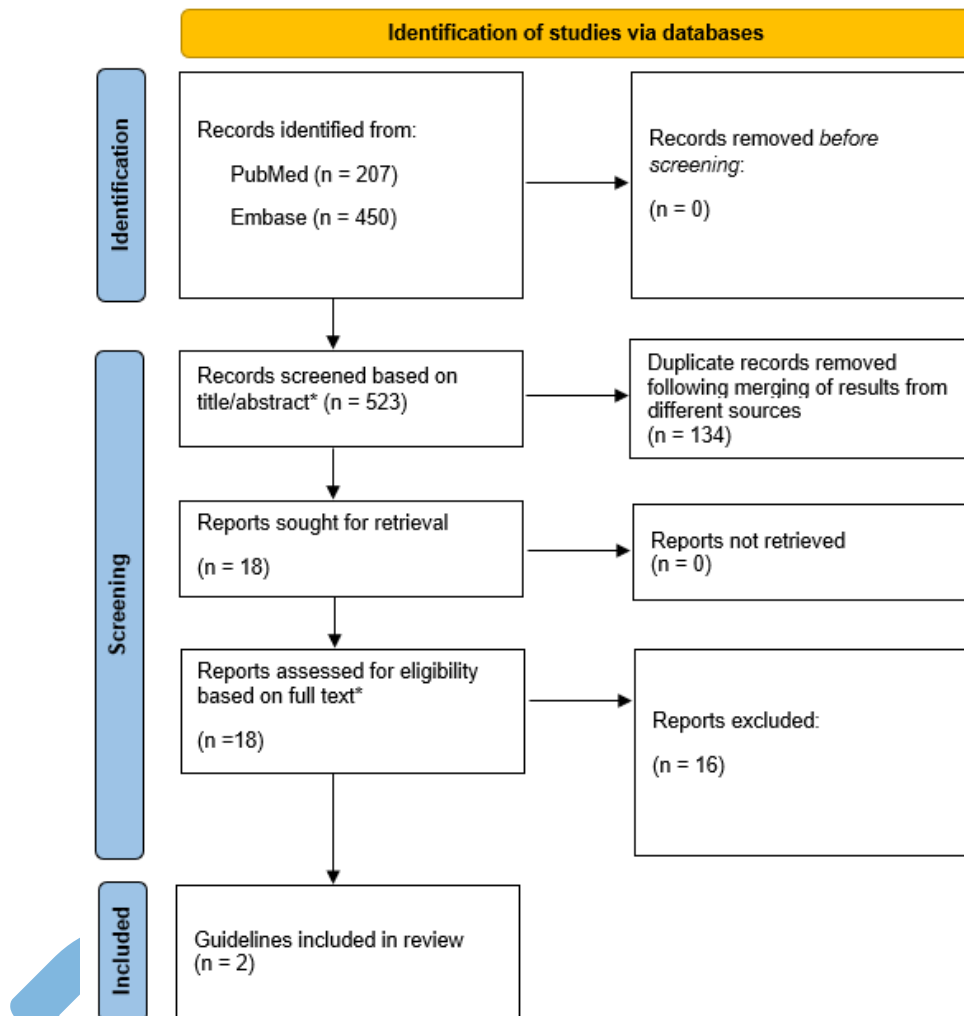 Identification of studies via databases
Identification
Records identified from:
PubMed (n = 207)
Embase (n = 450)
Records removed before
screening:
(n = 0)
Screening
Records screened based on
title/abstract* (n = 523)
Duplicate records removed
following merging of results from
different sources
(n = 134)
Reports sought for retrieval
(n = 18)
Reports not retrieved
(n = 0)
Reports assessed for eligibility
based on full text*
(n =18)
Reports excluded:
(n = 16)
Included
Guidelines included in review
(n = 2)